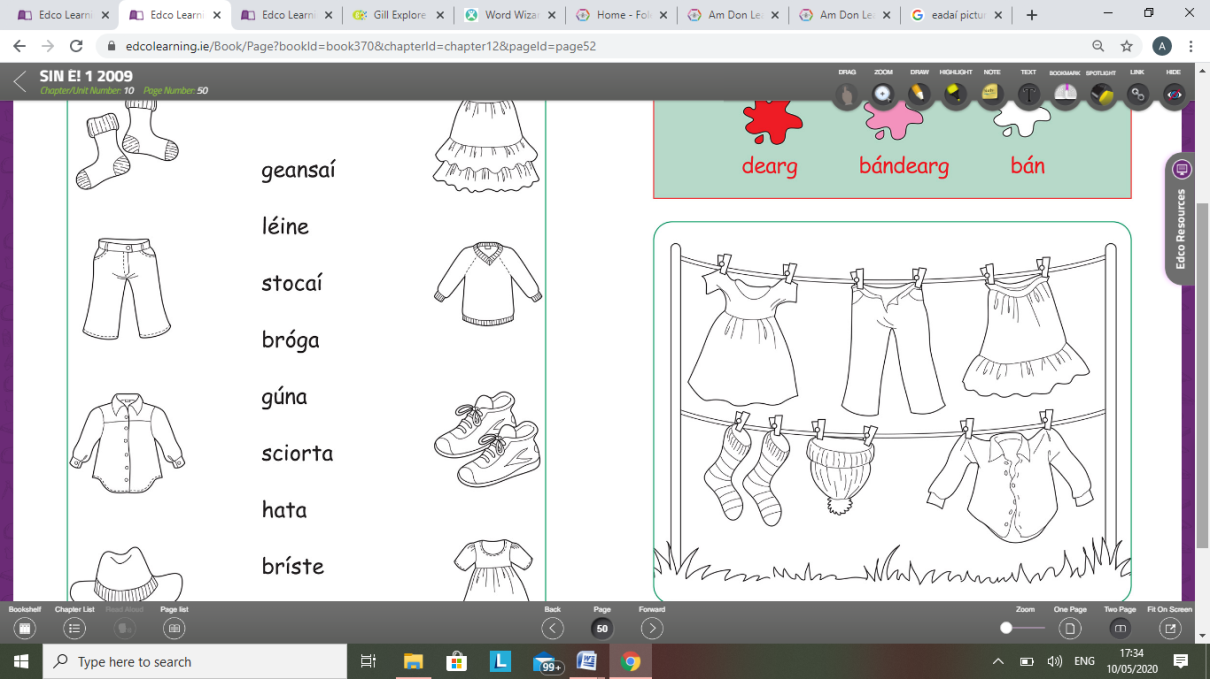 Edco Learni
Edco Learni
Edco Learni
Gill Explore
Word Wizar
Home - Fol
Am Don Le
Am Don Le
eadaí pictur
edcolearning.ie/Book/Page?bookId=book370&chapterId=chapter12&pageId=page52
A
SIN É! 1 2009
Chapter/Unit Number: 10 Page Number: 50
DRAG ZOOM DRAW HIGHLIGHT NOTE TEXT BOOKMARK SPOTLIGHT LINK HIDE
geansaí
léine
stocaí
bróga
gúna
sciorta
hata
bríste
dearg bándearg bán
Edco Resources
Bookshelf Chapter List Read Aloud Page list Back Page Forward Zoom One Page Two Page Fit On Screen
50
Type here to search
L
99+
ENG
17:34
10/05/2020